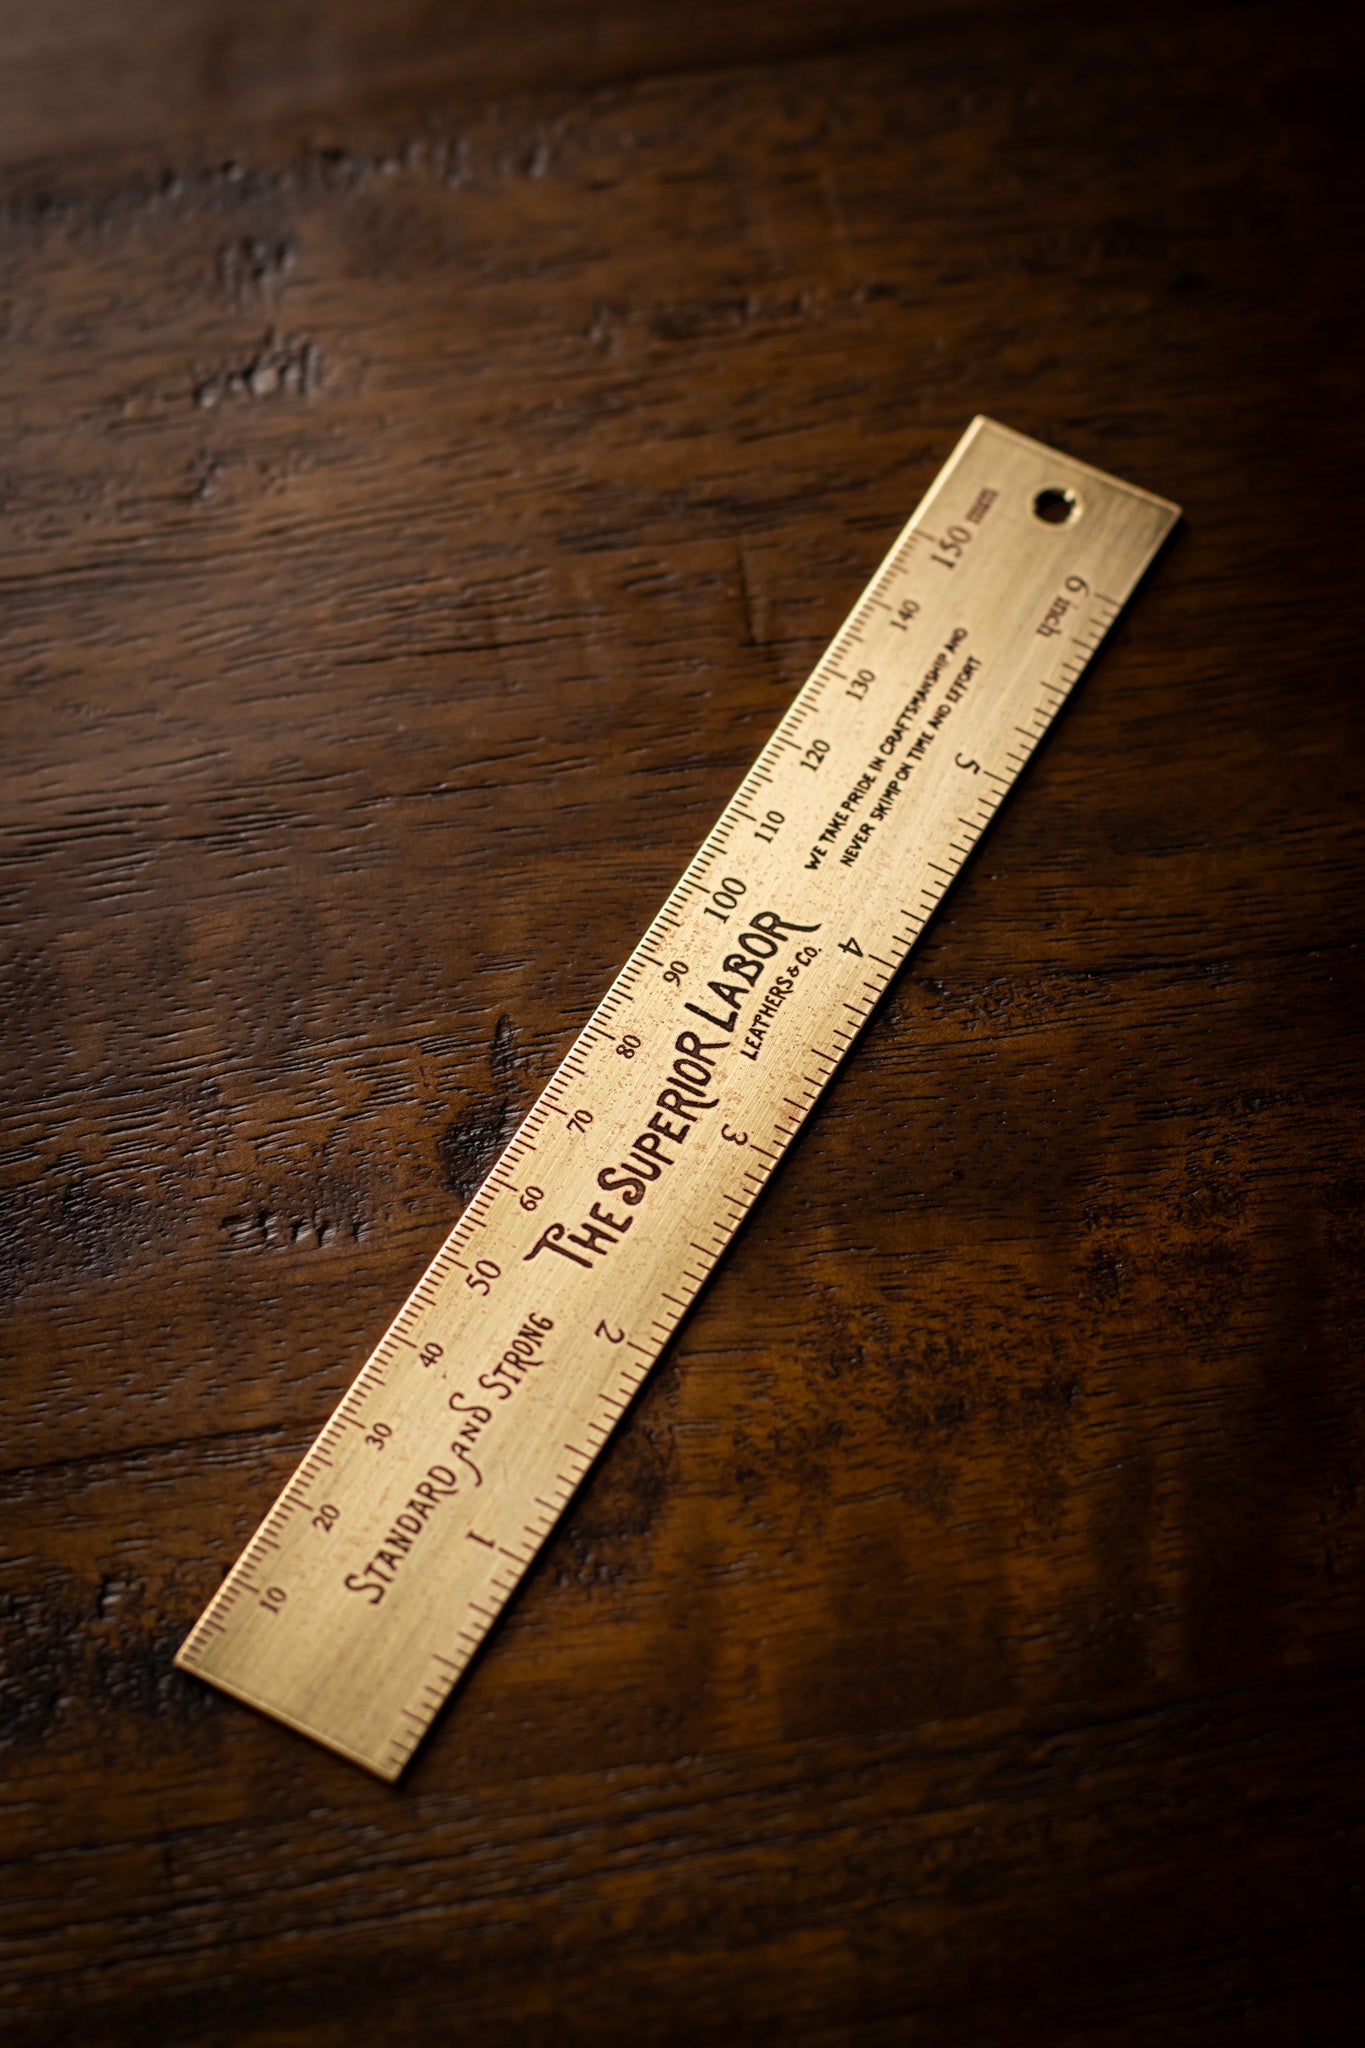 10 20 30 40 50 60 70 80 90 100 110 120 130 140 150 mm
STANDARD AND STRONG
THE SUPERIOR LABOR
LEATHERS & CO.
WE TAKE PRIDE IN CRAFTSMANSHIP AND
NEVER SKIMP ON TIME AND EFFORT
1 2 3 4 5 6 inch